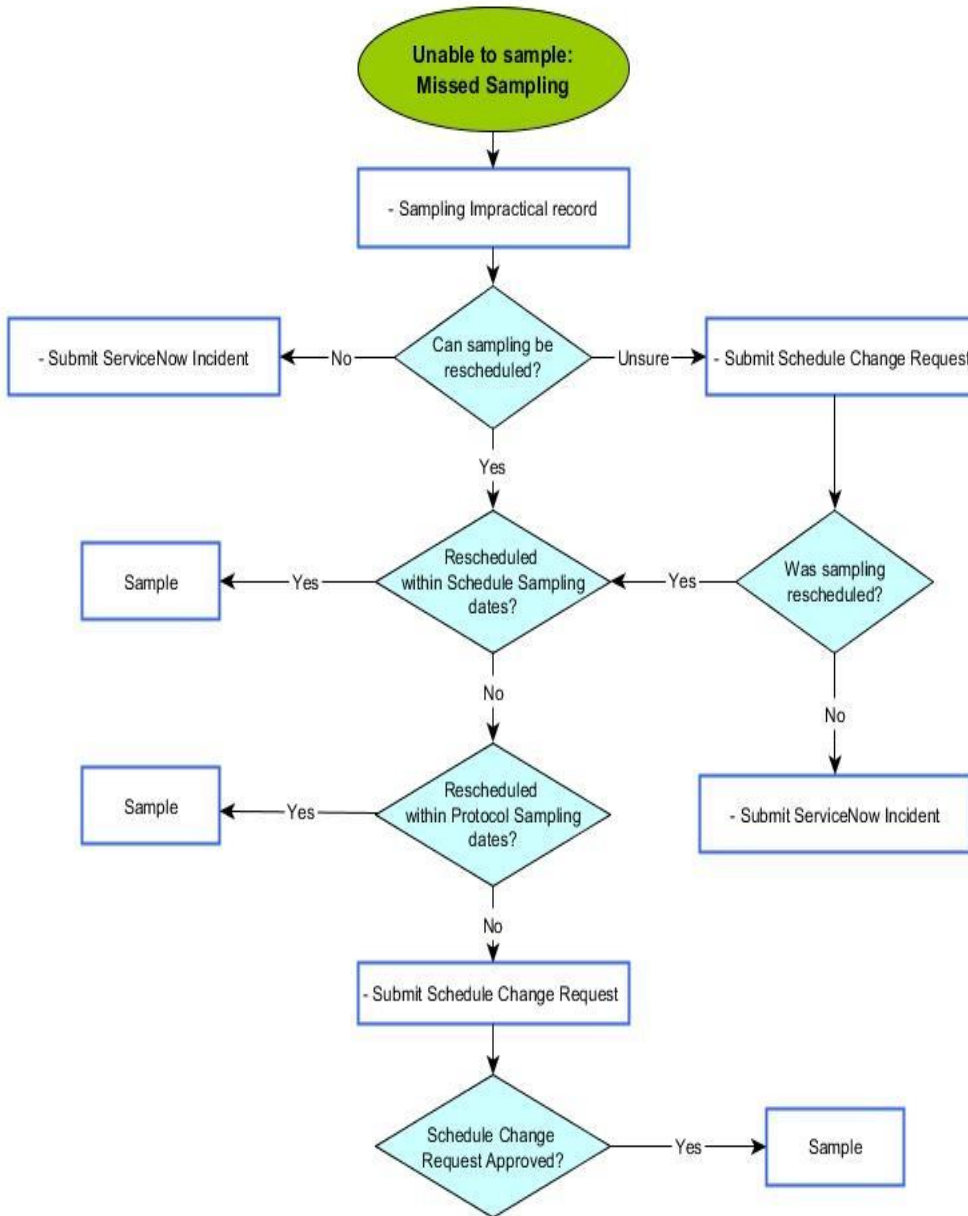 Unable to sample:
Missed Sampling
- Sampling Impractical record
Can sampling be
rescheduled?
No
- Submit ServiceNow Incident
Unsure
- Submit Schedule Change Request
Yes
Rescheduled
within Schedule Sampling
dates?
Yes
Sample
Yes
Was sampling
rescheduled?
No
No
- Submit ServiceNow Incident
Rescheduled
within Protocol Sampling
dates?
Yes
Sample
No
- Submit Schedule Change Request
Schedule Change
Request Approved?
Yes
Sample